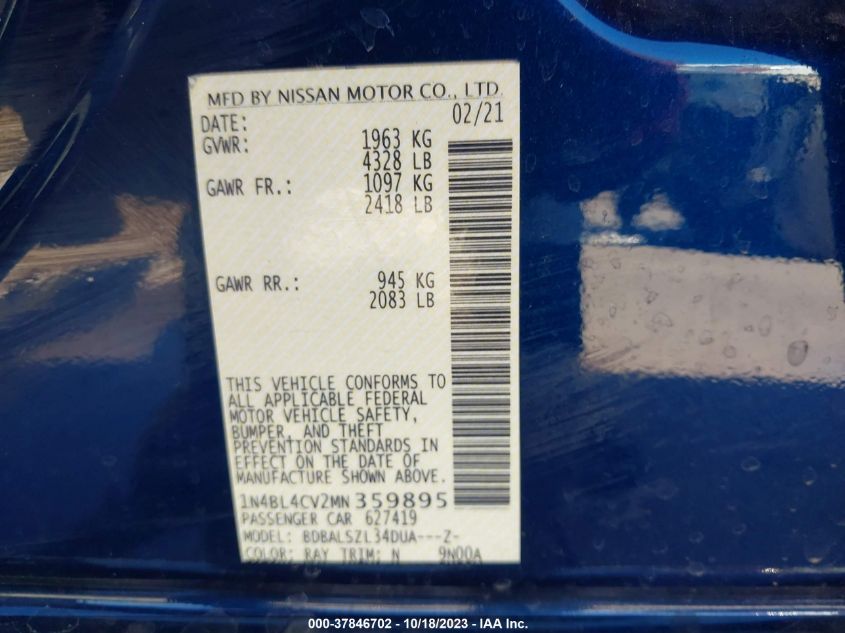 MFD BY NISSAN MOTOR CO., LTD.
DATE: 02/21
GVWR: 1963 KG
4328 LB
GAWR FR.: 1097 KG
2418 LB
GAWR RR.: 945 KG
2083 LB
THIS VEHICLE CONFORMS TO
ALL APPLICABLE FEDERAL
MOTOR VEHICLE SAFETY,
BUMPER, AND THEFT
PREVENTION STANDARDS IN
EFFECT ON THE DATE OF
MANUFACTURE SHOWN ABOVE.
1N4BL4CV2MN359895
PASSENGER CAR 627419
MODEL: BDBALSZL34DUA---Z-
COLOR: RAY TRIM: N 9N00A
000-37846702 - 10/18/2023 - IAA Inc.